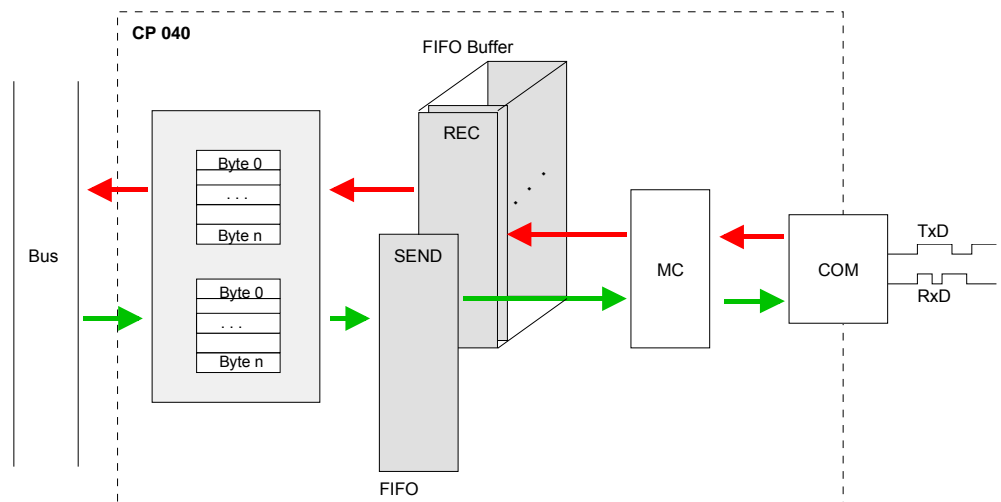 CP 040
FIFO Buffer
REC
Byte 0
. . .
Byte n
Bus
SEND
MC
COM
TxD
RxD
Byte 0
. . .
Byte n
FIFO